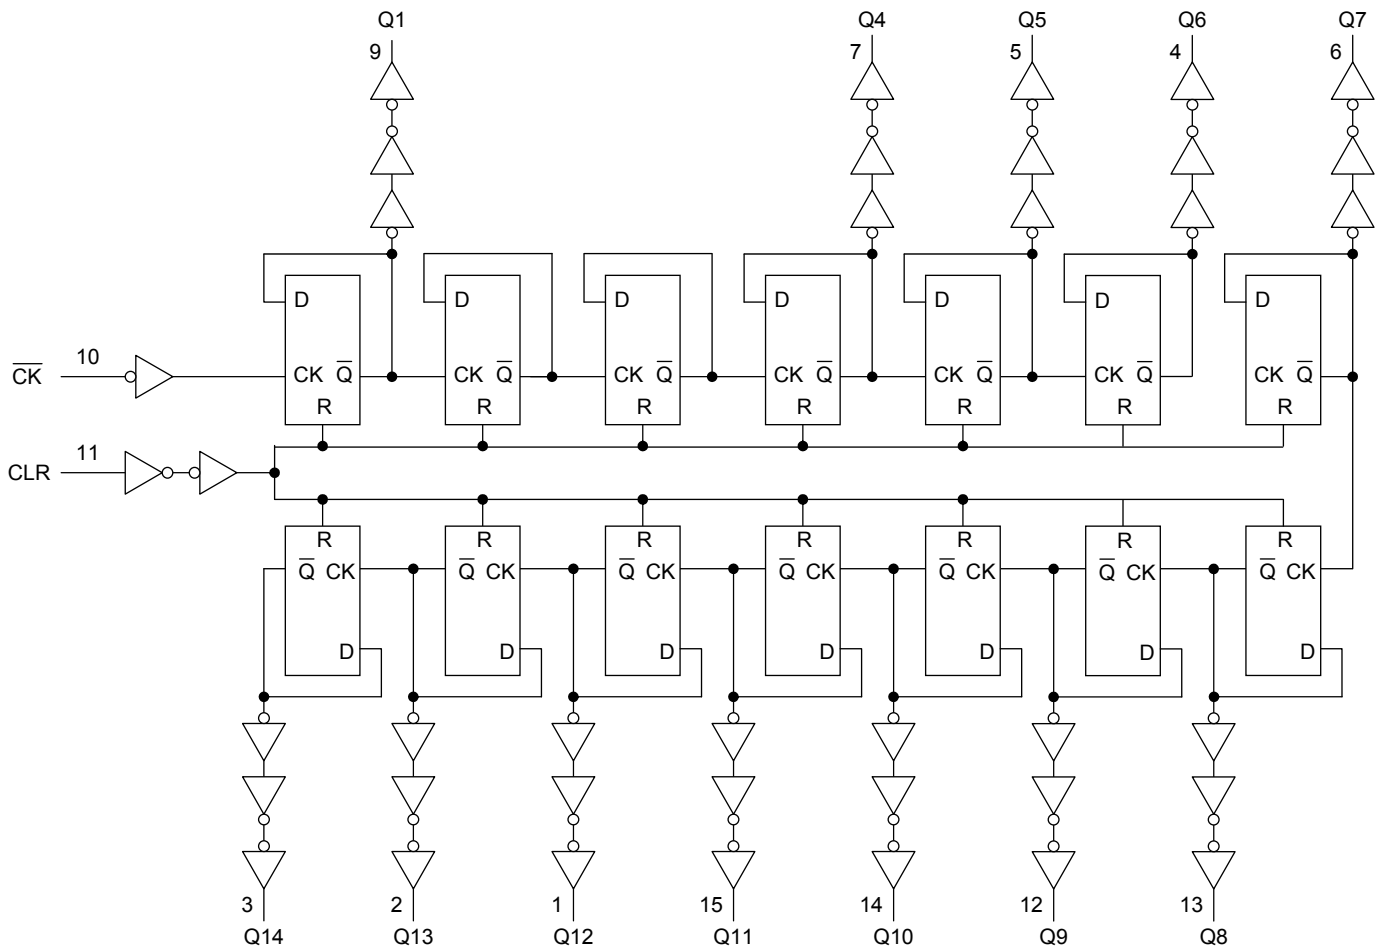 Q1 Q4 Q5 Q6 Q7
9 7 5 4 6
D D D D D D D
C̅K̅ 10 CK Q̅ CK Q̅ CK Q̅ CK Q̅ CK Q̅ CK Q̅ CK Q̅
R R R R R R R
CLR 11
R R R R R R R
Q̅ CK Q̅ CK Q̅ CK Q̅ CK Q̅ CK Q̅ CK Q̅ CK
D D D D D D D
3 2 1 15 14 12 13
Q14 Q13 Q12 Q11 Q10 Q9 Q8